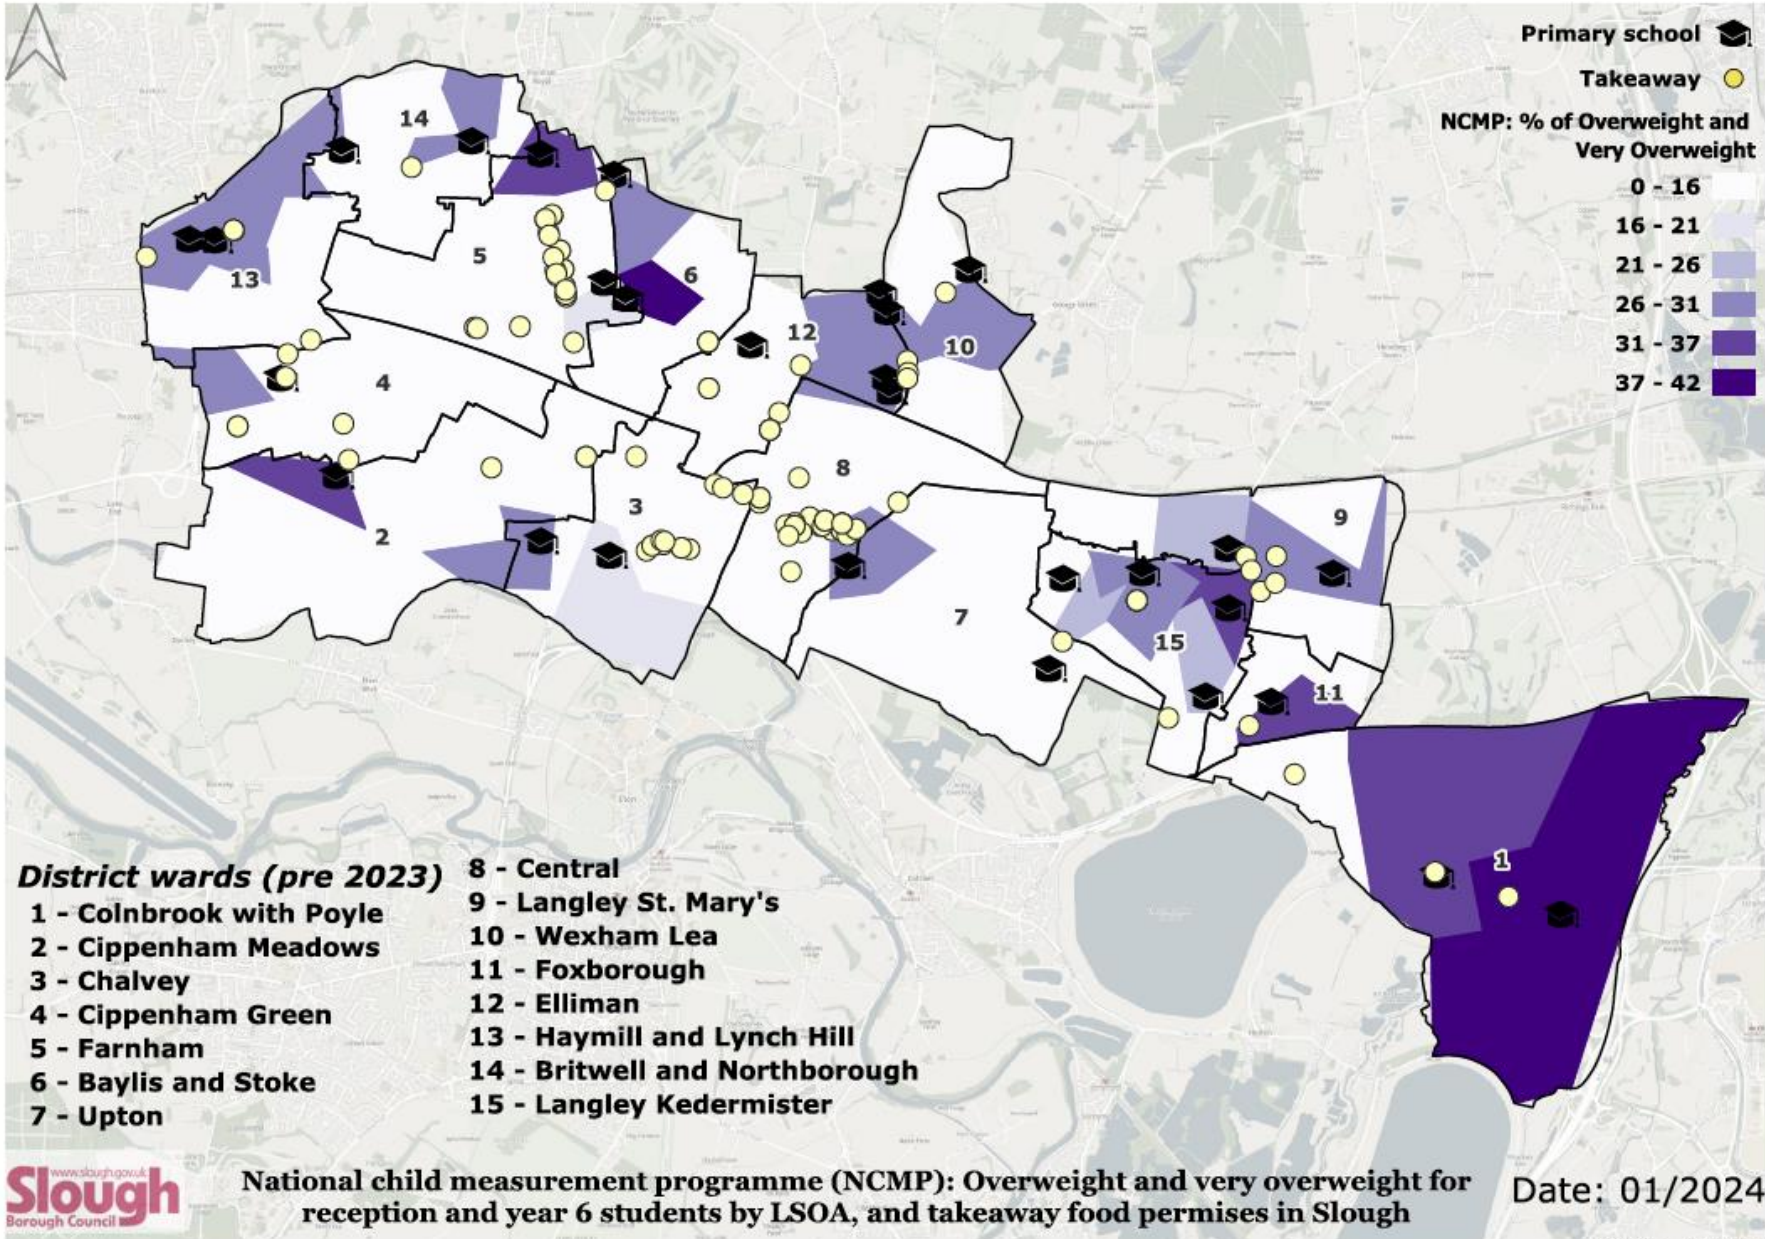 Primary school
Takeaway
NCMP: % of Overweight and
Very Overweight
0 - 16
16 - 21
21 - 26
26 - 31
31 - 37
37 - 42
14
5
6
13
12
10
4
8
3
9
2
7
15
11
1
District wards (pre 2023)
1 - Colnbrook with Poyle
2 - Cippenham Meadows
3 - Chalvey
4 - Cippenham Green
5 - Farnham
6 - Baylis and Stoke
7 - Upton
8 - Central
9 - Langley St. Mary's
10 - Wexham Lea
11 - Foxborough
12 - Elliman
13 - Haymill and Lynch Hill
14 - Britwell and Northborough
15 - Langley Kedermister
www.slough.gov.uk
Slough
Borough Council
National child measurement programme (NCMP): Overweight and very overweight for
reception and year 6 students by LSOA, and takeaway food permises in Slough
Date: 01/2024